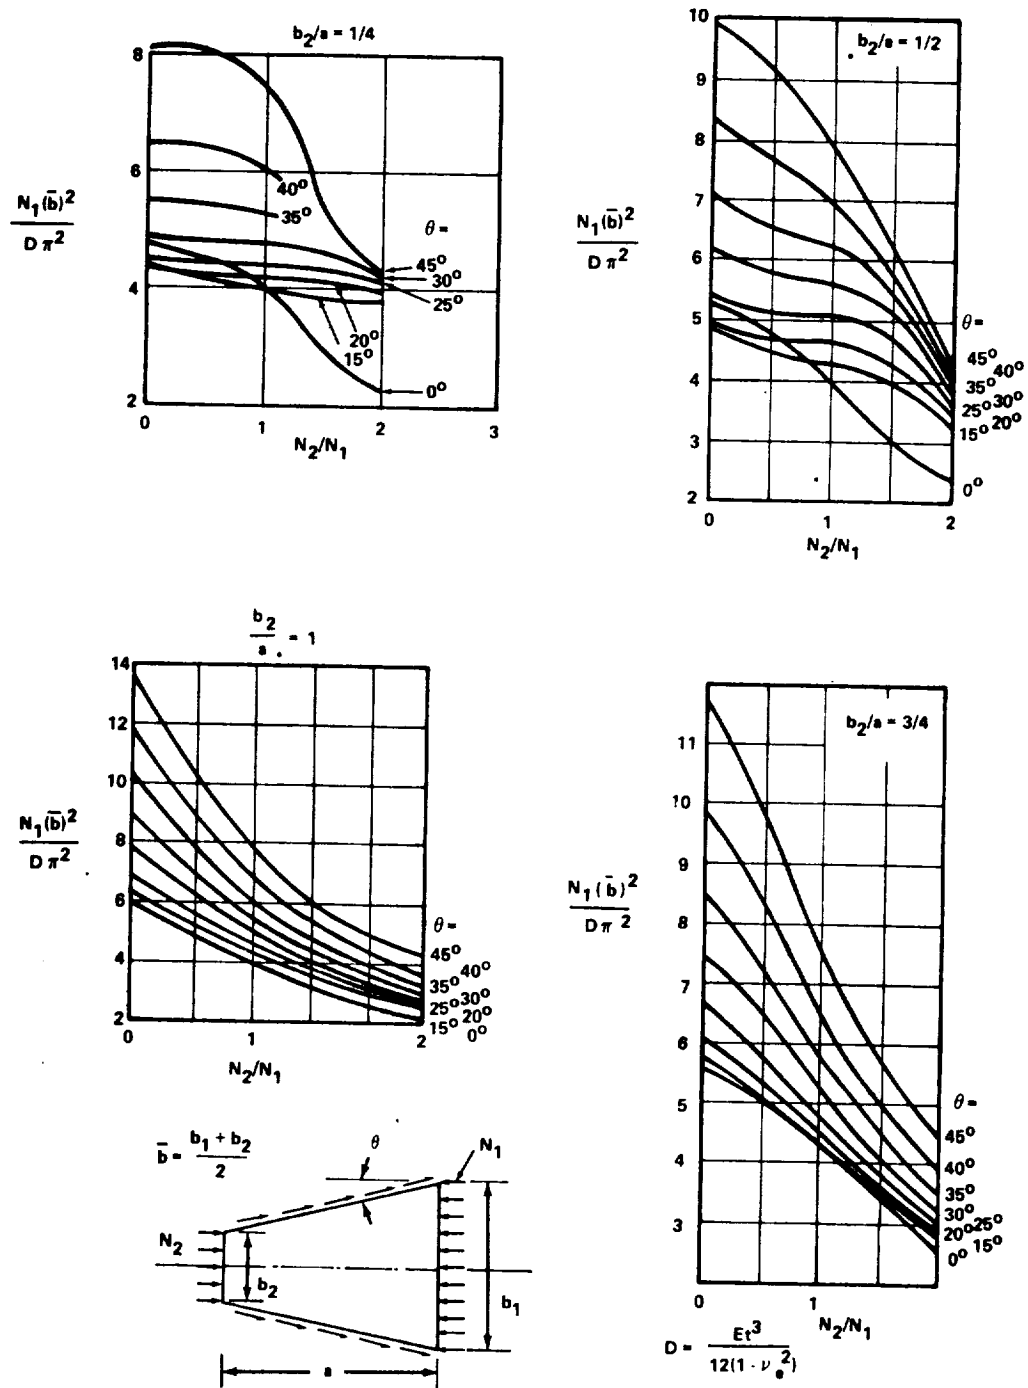 b₂/a = 1/4
8
6
4
2
0
1
2
3
N₁(b̄)²
D π²
40°
35°
θ =
45°
30°
25°
20°
15°
0°
N₂/N₁
b₂/a = 1/2
10
9
8
7
6
5
4
3
2
0
1
2
N₁(b̄)²
D π²
θ =
45°
40°
35°
25° 30°
15° 20°
0°
N₂/N₁
b₂
a = 1
14
12
10
8
6
4
2
0
1
2
N₁(b̄)²
D π²
θ =
45°
35° 40°
25° 30°
20°
15° 0°
N₂/N₁
b₂/a = 3/4
11
10
9
8
7
6
5
4
3
0
1
N₁(b̄)²
D π²
θ =
45°
40°
35°
30°
20° 25°
0° 15°
N₂/N₁
b̄ = b₁ + b₂
2
θ
N₁
N₂
b₂
b₁
a
D = Et³
12(1 - νₑ²)